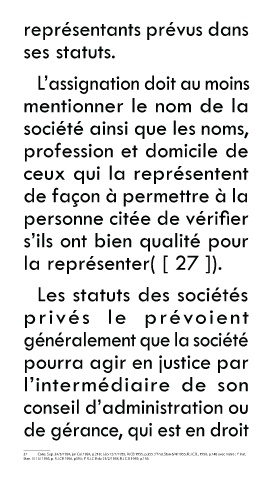 représentants prévus dans
ses statuts.
L'assignation doit au moins
mentionner le nom de la
société ainsi que les noms,
profession et domicile de
ceux qui la représentent
de façon à permettre à la
personne citée de vérifier
s'ils ont bien qualité pour
la représenter( [ 27 ]).
Les statuts des sociétés
privés le prévoient
généralement que la société
pourra agir en justice par
l'intermédiaire de son
conseil d'administration ou
de gérance, qui est en droit
27